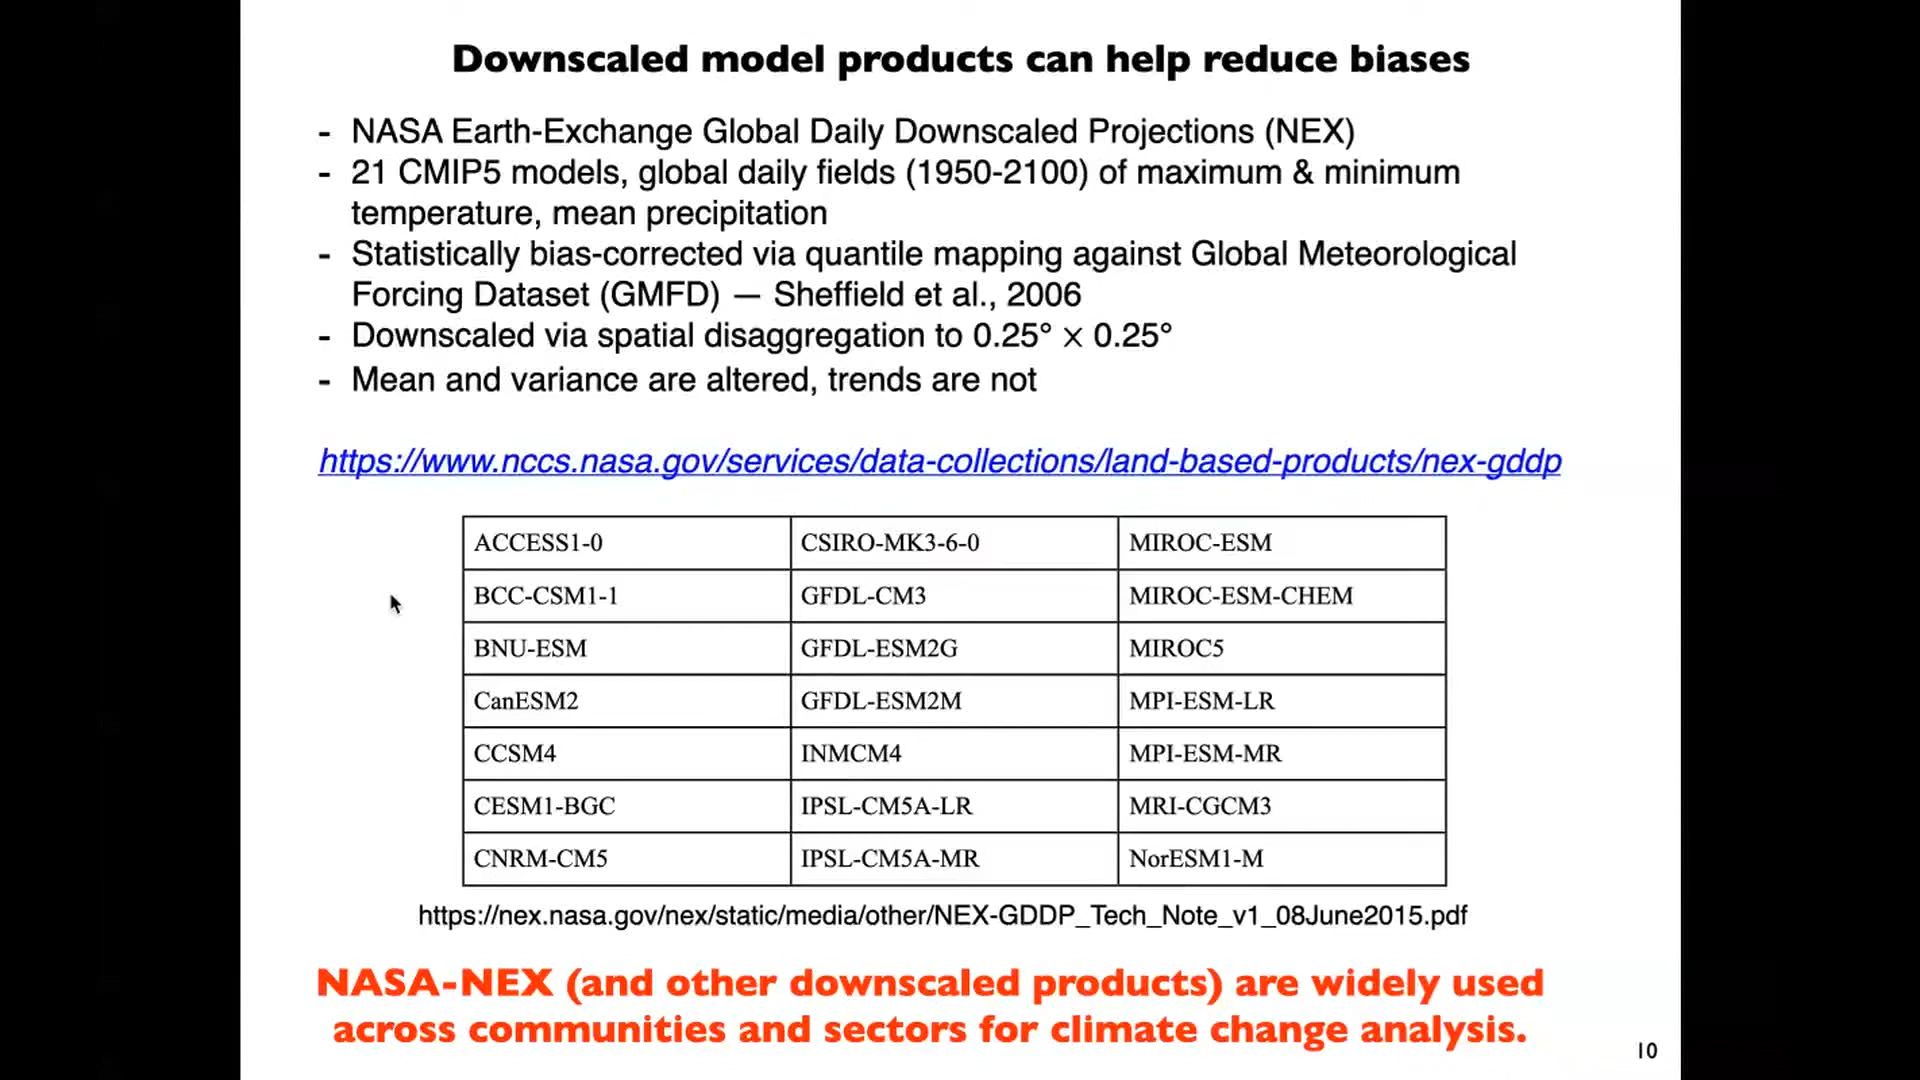 Downscaled model products can help reduce biases
- NASA Earth-Exchange Global Daily Downscaled Projections (NEX)
- 21 CMIP5 models, global daily fields (1950-2100) of maximum & minimum
temperature, mean precipitation
- Statistically bias-corrected via quantile mapping against Global Meteorological
Forcing Dataset (GMFD) — Sheffield et al., 2006
- Downscaled via spatial disaggregation to 0.25° × 0.25°
- Mean and variance are altered, trends are not
https://www.nccs.nasa.gov/services/data-collections/land-based-products/nex-gddp
ACCESS1-0 CSIRO-MK3-6-0 MIROC-ESM
BCC-CSM1-1 GFDL-CM3 MIROC-ESM-CHEM
BNU-ESM GFDL-ESM2G MIROC5
CanESM2 GFDL-ESM2M MPI-ESM-LR
CCSM4 INMCM4 MPI-ESM-MR
CESM1-BGC IPSL-CM5A-LR MRI-CGCM3
CNRM-CM5 IPSL-CM5A-MR NorESM1-M
https://nex.nasa.gov/nex/static/media/other/NEX-GDDP_Tech_Note_v1_08June2015.pdf
NASA-NEX (and other downscaled products) are widely used
across communities and sectors for climate change analysis.
10